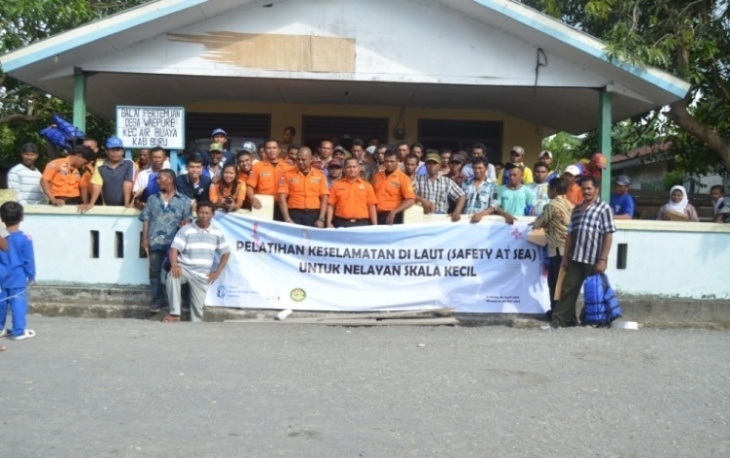 BALAI PERTEMUAN
DESA WAEPURE
KEC AIR BUAYA
KAB BURU
PELATIHAN KESELAMATAN DI LAUT (SAFETY AT SEA)
UNTUK NELAYAN SKALA KECIL